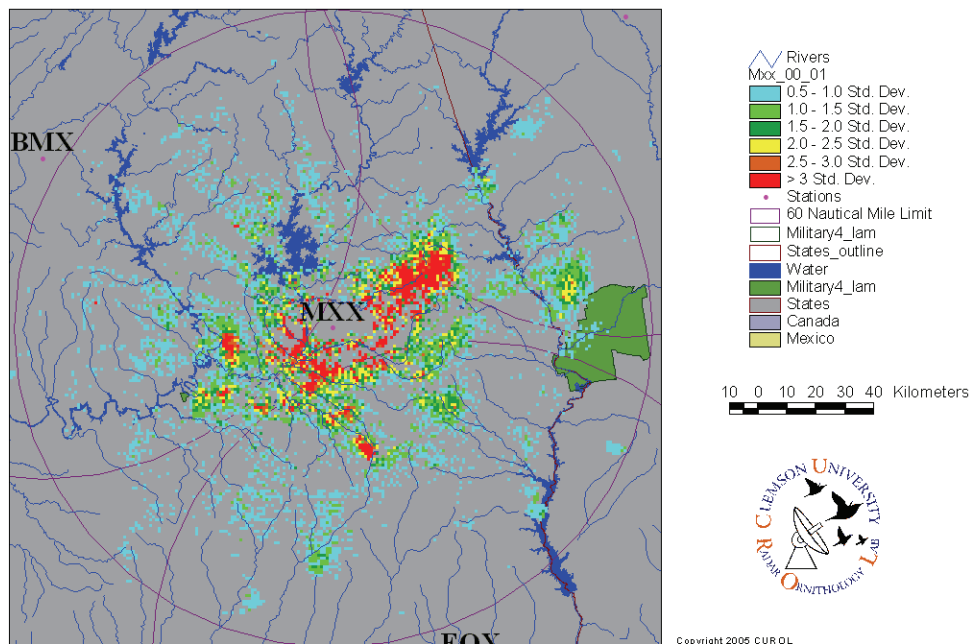 BMX
MXX
EOX
Rivers
Mxx_00_01
0.5 - 1.0 Std. Dev.
1.0 - 1.5 Std. Dev.
1.5 - 2.0 Std. Dev.
2.0 - 2.5 Std. Dev.
2.5 - 3.0 Std. Dev.
> 3 Std. Dev.
Stations
60 Nautical Mile Limit
Military4_lam
States_outline
Water
Military4_lam
States
Canada
Mexico
10 0 10 20 30 40 Kilometers
CLEMSON UNIVERSITY
RADAR ORNITHOLOGY LAB
Copyright 2005 CUROL